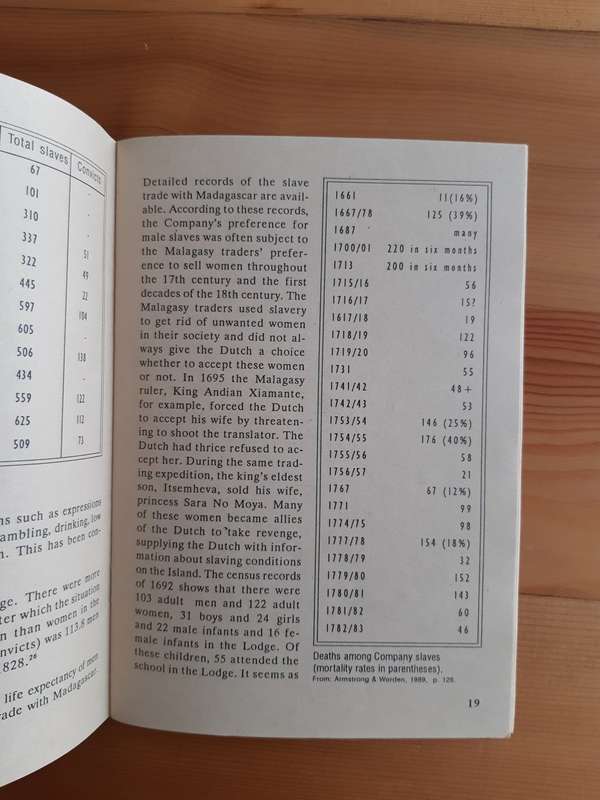 Total slaves Convicts
67 -
101 -
310 -
337 -
322 51
445 49
597 22
605 104
506 -
434 138
559 -
625 122
509 112
73
ns such as expressions
ambling, drinking, low
n. This has been con-
ge. There were more
ter which the situation
n than women in the
nvicts) was 113,8 men
828.26
life expectancy of men
rade with Madagascar.
Detailed records of the slave
trade with Madagascar are avail-
able. According to these records,
the Company's preference for
male slaves was often subject to
the Malagasy traders' prefer-
ence to sell women throughout
the 17th century and the first
decades of the 18th century. The
Malagasy traders used slavery
to get rid of unwanted women
in their society and did not al-
ways give the Dutch a choice
whether to accept these women
or not. In 1695 the Malagasy
ruler, King Andian Xiamante,
for example, forced the Dutch
to accept his wife by threaten-
ing to shoot the translator. The
Dutch had thrice refused to ac-
cept her. During the same trad-
ing expedition, the king's eldest
son, Itsemheva, sold his wife,
princess Sara No Moya. Many
of these women became allies
of the Dutch to take revenge,
supplying the Dutch with infor-
mation about slaving conditions
on the Island. The census records
of 1692 shows that there were
103 adult men and 122 adult
women, 31 boys and 24 girls
and 22 male infants and 16 fe-
male infants in the Lodge. Of
these children, 55 attended the
school in the Lodge. It seems as
1661 11(16%)
1667/78 125 (39%)
1687 many
1700/01 220 in six months
1713 200 in six months
1715/16 56
1716/17 15?
1617/18 19
1718/19 122
1719/20 96
1731 55
1741/42 48+
1742/43 53
1753/54 146 (25%)
1754/55 176 (40%)
1755/56 58
1756/57 21
1767 67 (12%)
1771 99
1774/75 98
1777/78 154 (18%)
1778/79 32
1779/80 152
1780/81 143
1781/82 60
1782/83 46
Deaths among Company slaves
(mortality rates in parentheses).
From: Armstrong & Worden, 1989, p. 128.
19